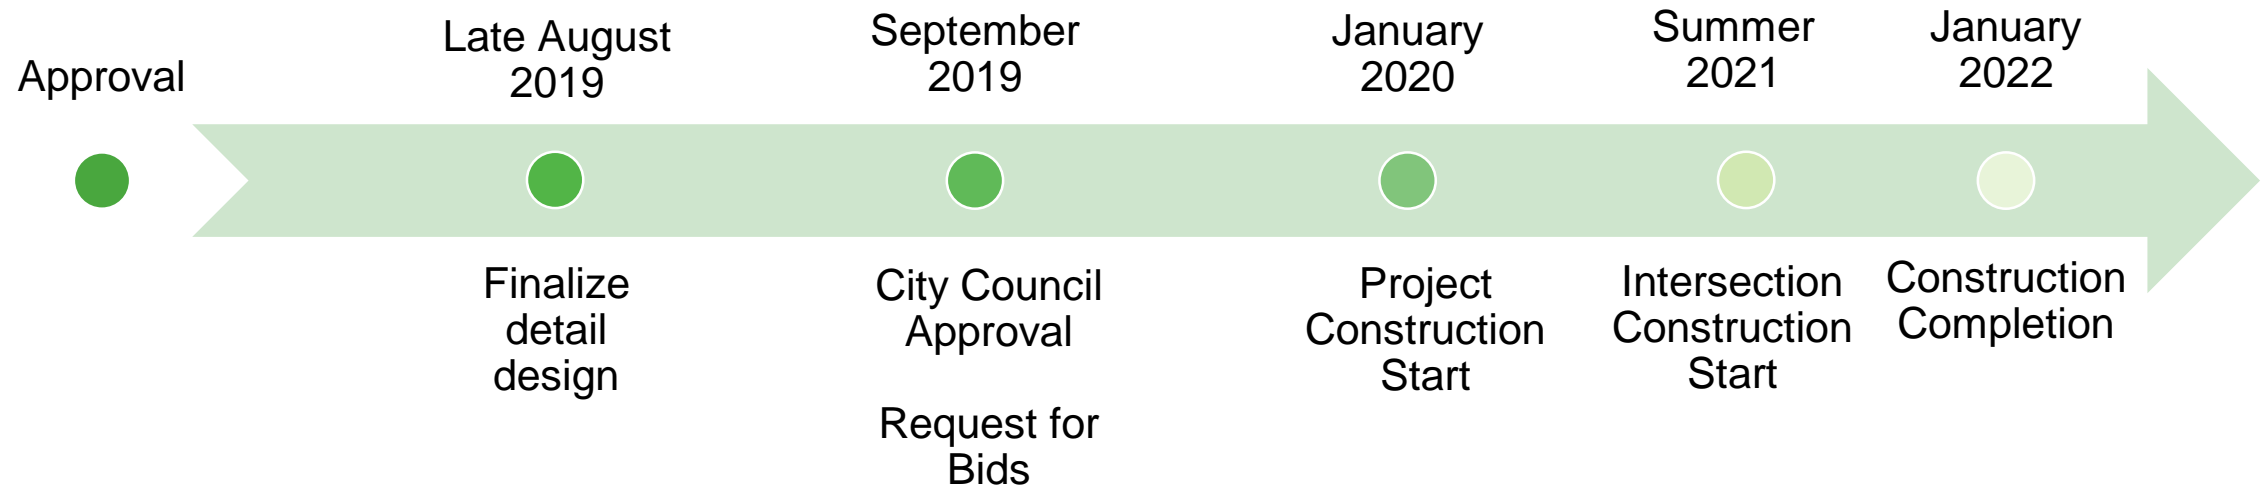 Approval
Late August
2019
Finalize
detail
design
September
2019
City Council
Approval
Request for
Bids
January
2020
Project
Construction
Start
Summer
2021
Intersection
Construction
Start
January
2022
Construction
Completion